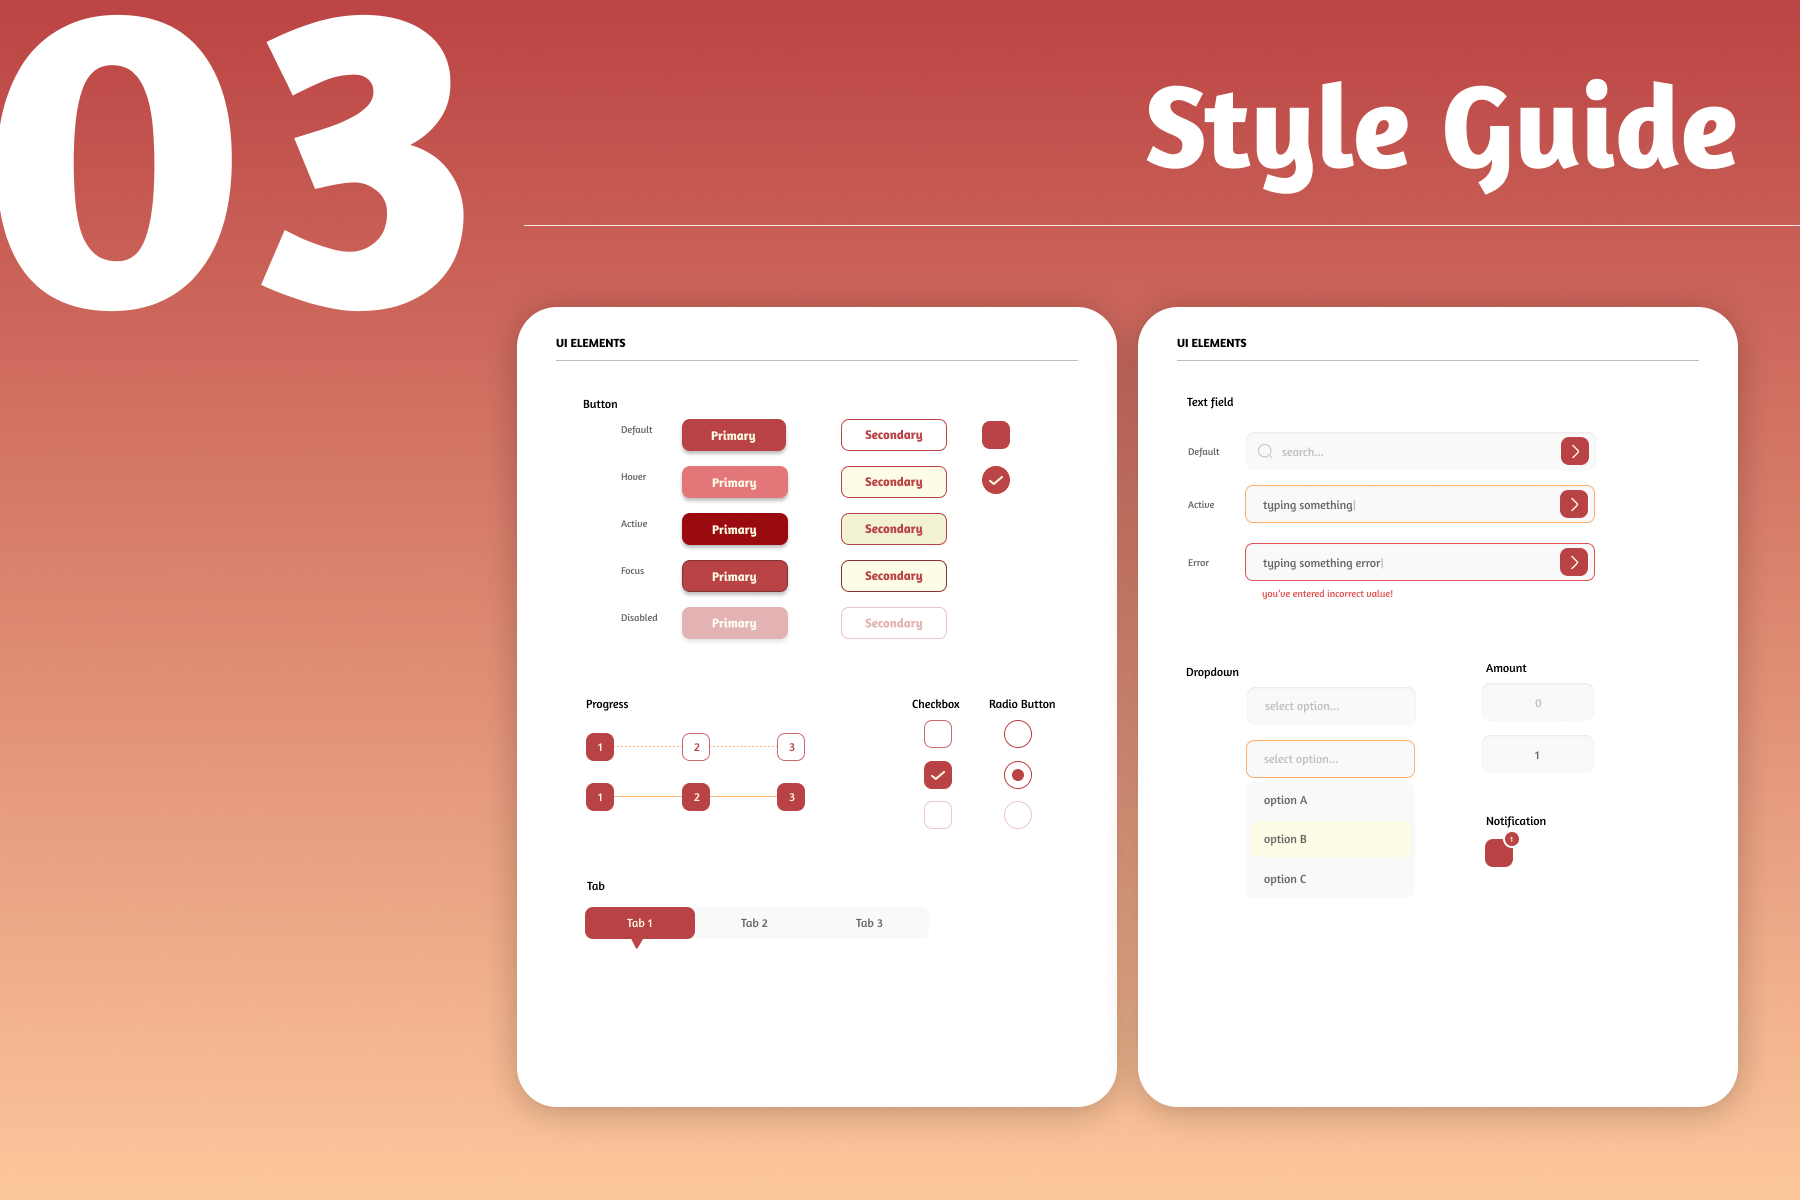 03
Style Guide
UI ELEMENTS
Button
Default
Primary
Secondary
Hover
Primary
Secondary
Active
Primary
Secondary
Focus
Primary
Secondary
Disabled
Primary
Secondary
Progress
1
2
3
1
2
3
Checkbox
Radio Button
Tab
Tab 1
Tab 2
Tab 3
UI ELEMENTS
Text field
Default
search...
Active
typing something|
Error
typing something error|
you've entered incorrect value!
Dropdown
select option...
select option...
option A
option B
option C
Amount
0
1
Notification
1